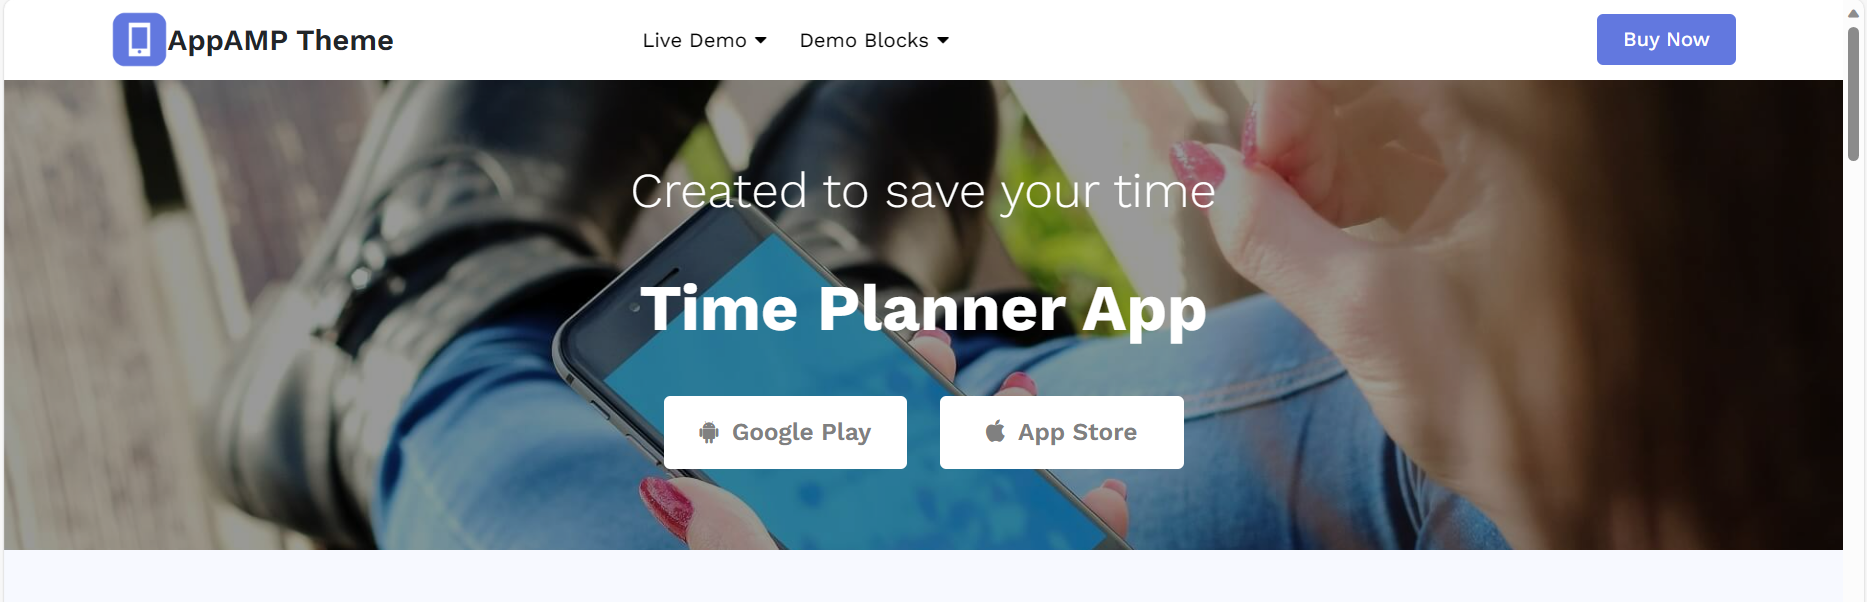 AppAMP Theme
Live Demo
Demo Blocks
Buy Now
Created to save your time
Time Planner App
Google Play
App Store